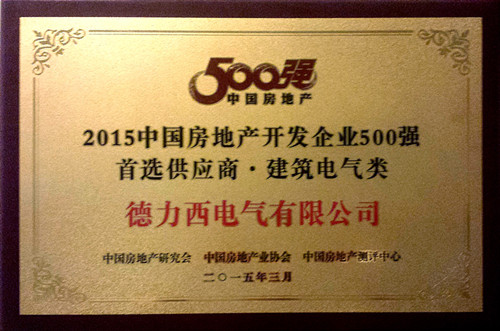 500强
中国房地产
2015中国房地产开发企业500强
首选供应商·建筑电气类
德力西电气有限公司
中国房地产研究会 中国房地产业协会 中国房地产测评中心
二〇一五年三月